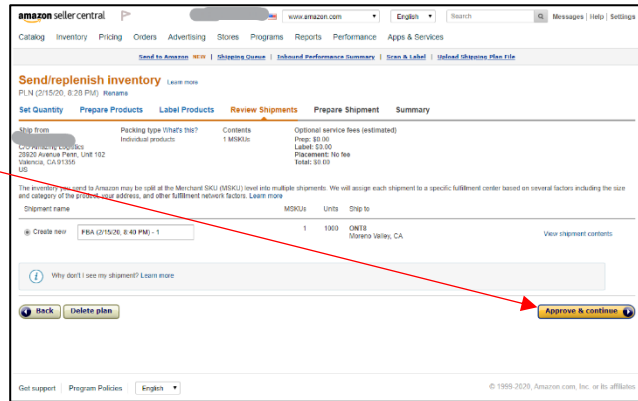 amazon seller central
www.amazon.com English Search Messages | Help | Settings
Catalog Inventory Pricing Orders Advertising Stores Programs Reports Performance Apps & Services
Send to Amazon NEW | Shipping Queue | Inbound Performance Summary | Scan & Label | Upload Shipping Plan File
Send/replenish inventory Learn more
PLN (2/15/20, 8:28 PM) Rename
Set Quantity Prepare Products Label Products Review Shipments Prepare Shipment Summary
Ship from Packing type What's this? Contents Optional service fees (estimated)
Individual products 1 MSKUs Prep: $0.00
Label: $0.00
28920 Avenue Penn, Unit 102 Placement: No fee
Valencia, CA 91355 Total: $0.00
US
The inventory you send to Amazon may be split at the Merchant SKU (MSKU) level into multiple shipments. We will assign each shipment to a specific fulfillment center based on several factors including the size
and category of the product, your address, and other fulfillment network factors. Learn more
Shipment name MSKUs Units Ship to
Create new FBA (2/15/20, 8:40 PM) - 1 1 1000 ONT8 View shipment contents
Moreno Valley, CA
Why don't I see my shipment? Learn more
Back Delete plan Approve & continue
Get support Program Policies English © 1999-2020, Amazon.com, Inc. or its affiliates